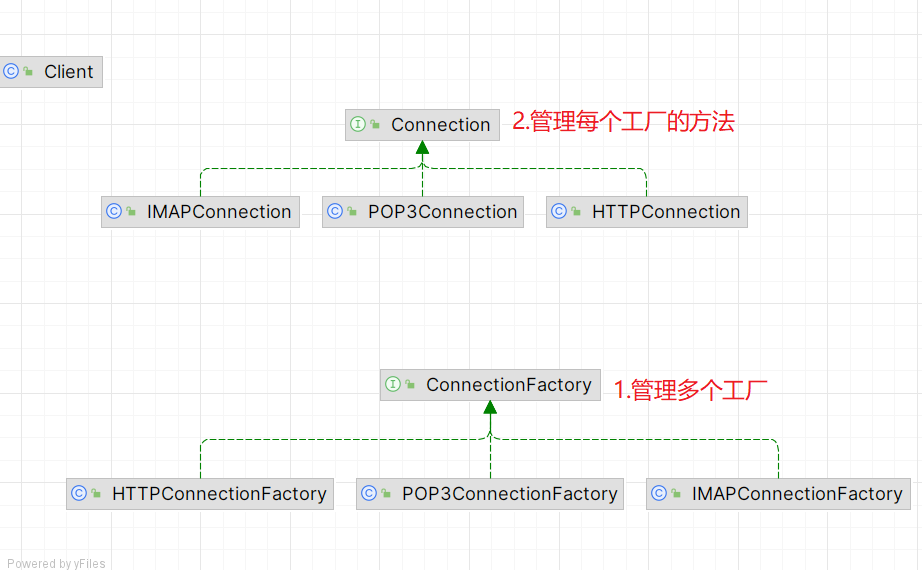 Client
Connection
2.管理每个工厂的方法
IMAPConnection
POP3Connection
HTTPConnection
ConnectionFactory
1.管理多个工厂
HTTPConnectionFactory
POP3ConnectionFactory
IMAPConnectionFactory
Powered by yFiles